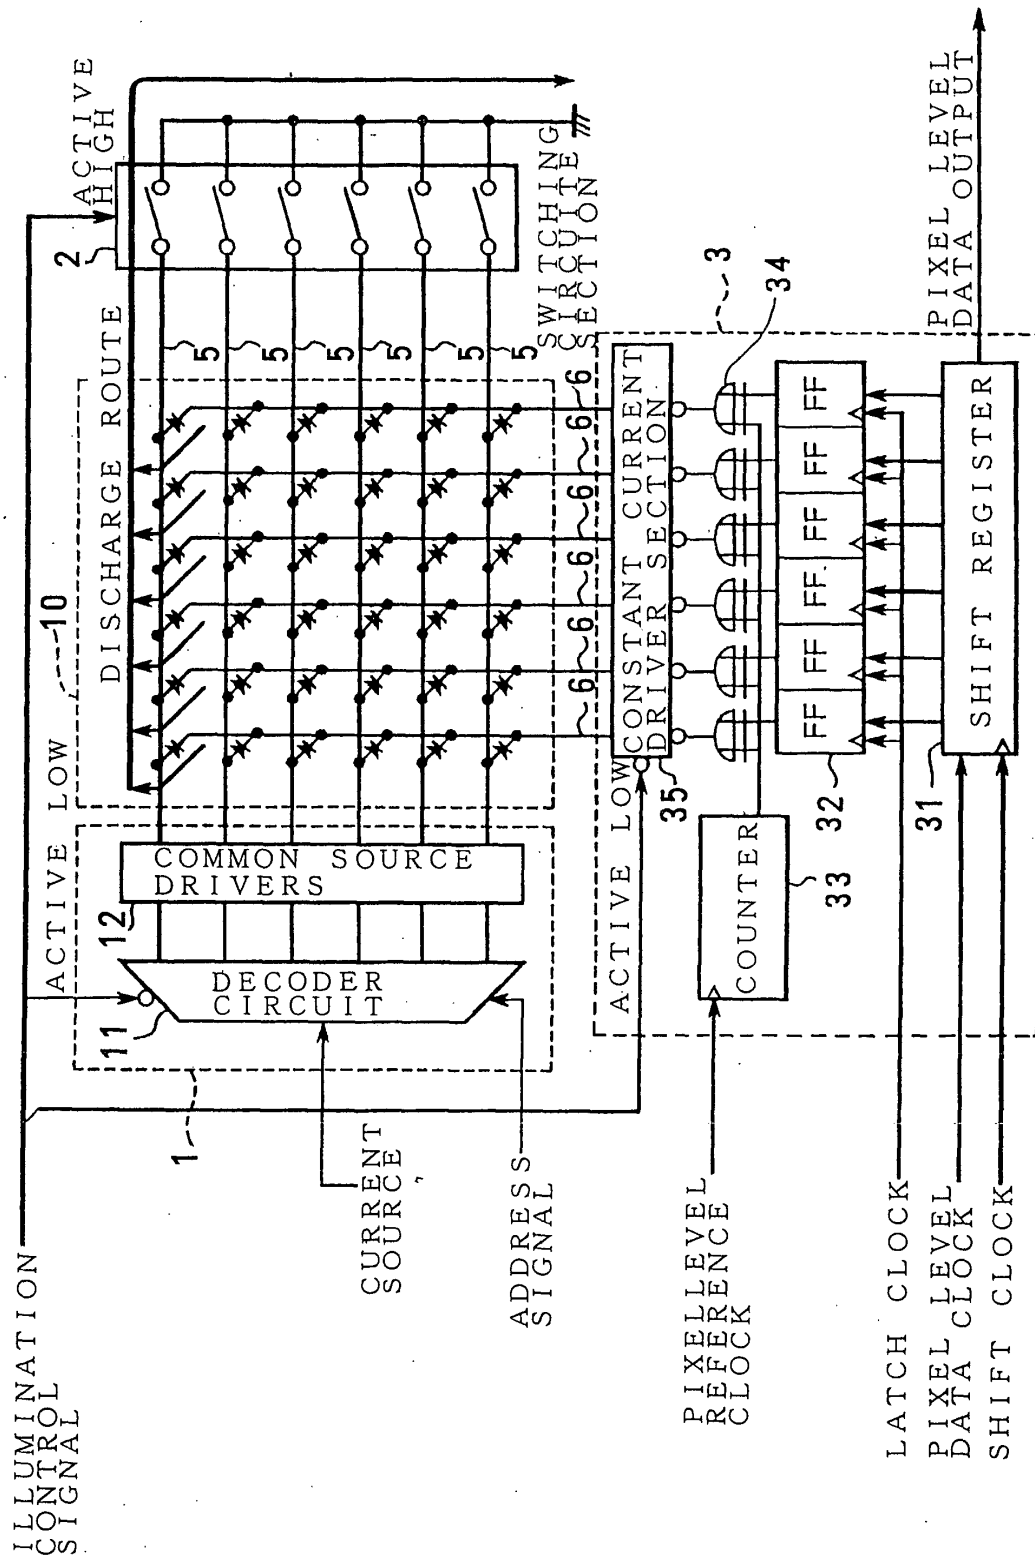 ILLUMINATION
CONTROL
SIGNAL
ACTIVE LOW
10
DISCHARGE ROUTE
2
ACTIVE
HIGH
1
11
DECODER
CIRCUIT
12
COMMON SOURCE
DRIVERS
5
5
5
5
5
5
SWITCHING
CIRCUITE
SECTION
CURRENT
SOURCE
ADDRESS
SIGNAL
6
6
6
6
6
6
ACTIVE LOW
35
CONSTANT CURRENT
DRIVER SECTION
3
34
PIXEL LEVEL
REFERENCE
CLOCK
COUNTER
33
32
FF
FF
FF
FF.
FF
FF
31
SHIFT REGISTER
PIXEL LEVEL
DATA OUTPUT
LATCH CLOCK
PIXEL LEVEL
DATA CLOCK
SHIFT CLOCK